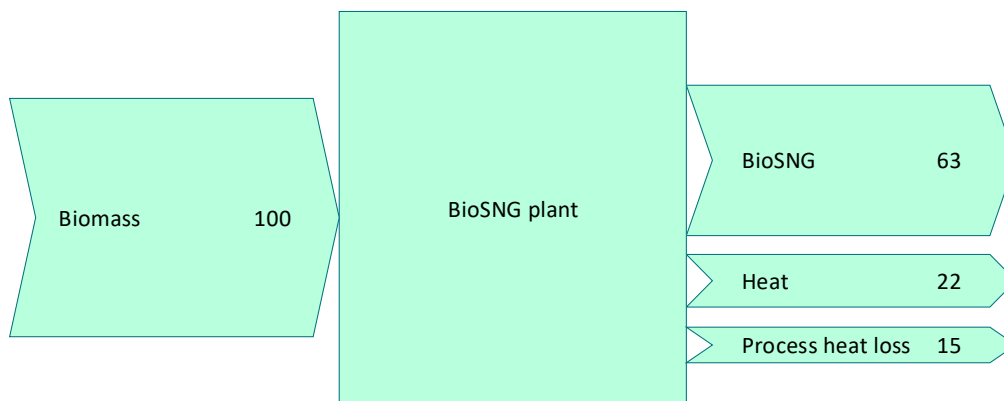 Biomass 100
BioSNG plant
BioSNG 63
Heat 22
Process heat loss 15